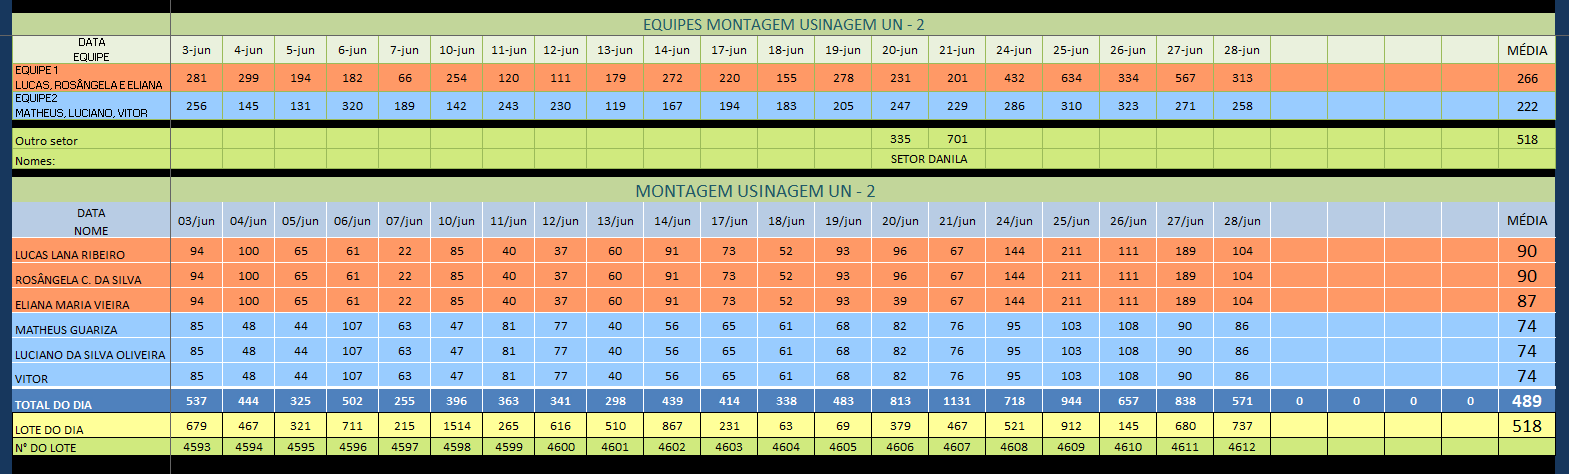 EQUIPES MONTAGEM USINAGEM UN - 2
DATA
EQUIPE 3-jun 4-jun 5-jun 6-jun 7-jun 10-jun 11-jun 12-jun 13-jun 14-jun 17-jun 18-jun 19-jun 20-jun 21-jun 24-jun 25-jun 26-jun 27-jun 28-jun MÉDIA
EQUIPE 1
LUCAS, ROSÂNGELA E ELIANA 281 299 194 182 66 254 120 111 179 272 220 155 278 231 201 432 634 334 567 313 266
EQUIPE2
MATHEUS, LUCIANO, VITOR 256 145 131 320 189 142 243 230 119 167 194 183 205 247 229 286 310 323 271 258 222
Outro setor 335 701 518
Nomes: SETOR DANILA
MONTAGEM USINAGEM UN - 2
DATA
NOME 03/jun 04/jun 05/jun 06/jun 07/jun 10/jun 11/jun 12/jun 13/jun 14/jun 17/jun 18/jun 19/jun 20/jun 21/jun 24/jun 25/jun 26/jun 27/jun 28/jun MÉDIA
LUCAS LANA RIBEIRO 94 100 65 61 22 85 40 37 60 91 73 52 93 96 67 144 211 111 189 104 90
ROSÂNGELA C. DA SILVA 94 100 65 61 22 85 40 37 60 91 73 52 93 96 67 144 211 111 189 104 90
ELIANA MARIA VIEIRA 94 100 65 61 22 85 40 37 60 91 73 52 93 39 67 144 211 111 189 104 87
MATHEUS GUARIZA 85 48 44 107 63 47 81 77 40 56 65 61 68 82 76 95 103 108 90 86 74
LUCIANO DA SILVA OLIVEIRA 85 48 44 107 63 47 81 77 40 56 65 61 68 82 76 95 103 108 90 86 74
VITOR 85 48 44 107 63 47 81 77 40 56 65 61 68 82 76 95 103 108 90 86 74
TOTAL DO DIA 537 444 325 502 255 396 363 341 298 439 414 338 483 813 1131 718 944 657 838 571 0 0 0 0 489
LOTE DO DIA 679 467 321 711 215 1514 265 616 510 867 231 63 69 379 467 521 912 145 680 737 518
N° DO LOTE 4593 4594 4595 4596 4597 4598 4599 4600 4601 4602 4603 4604 4605 4606 4607 4608 4609 4610 4611 4612